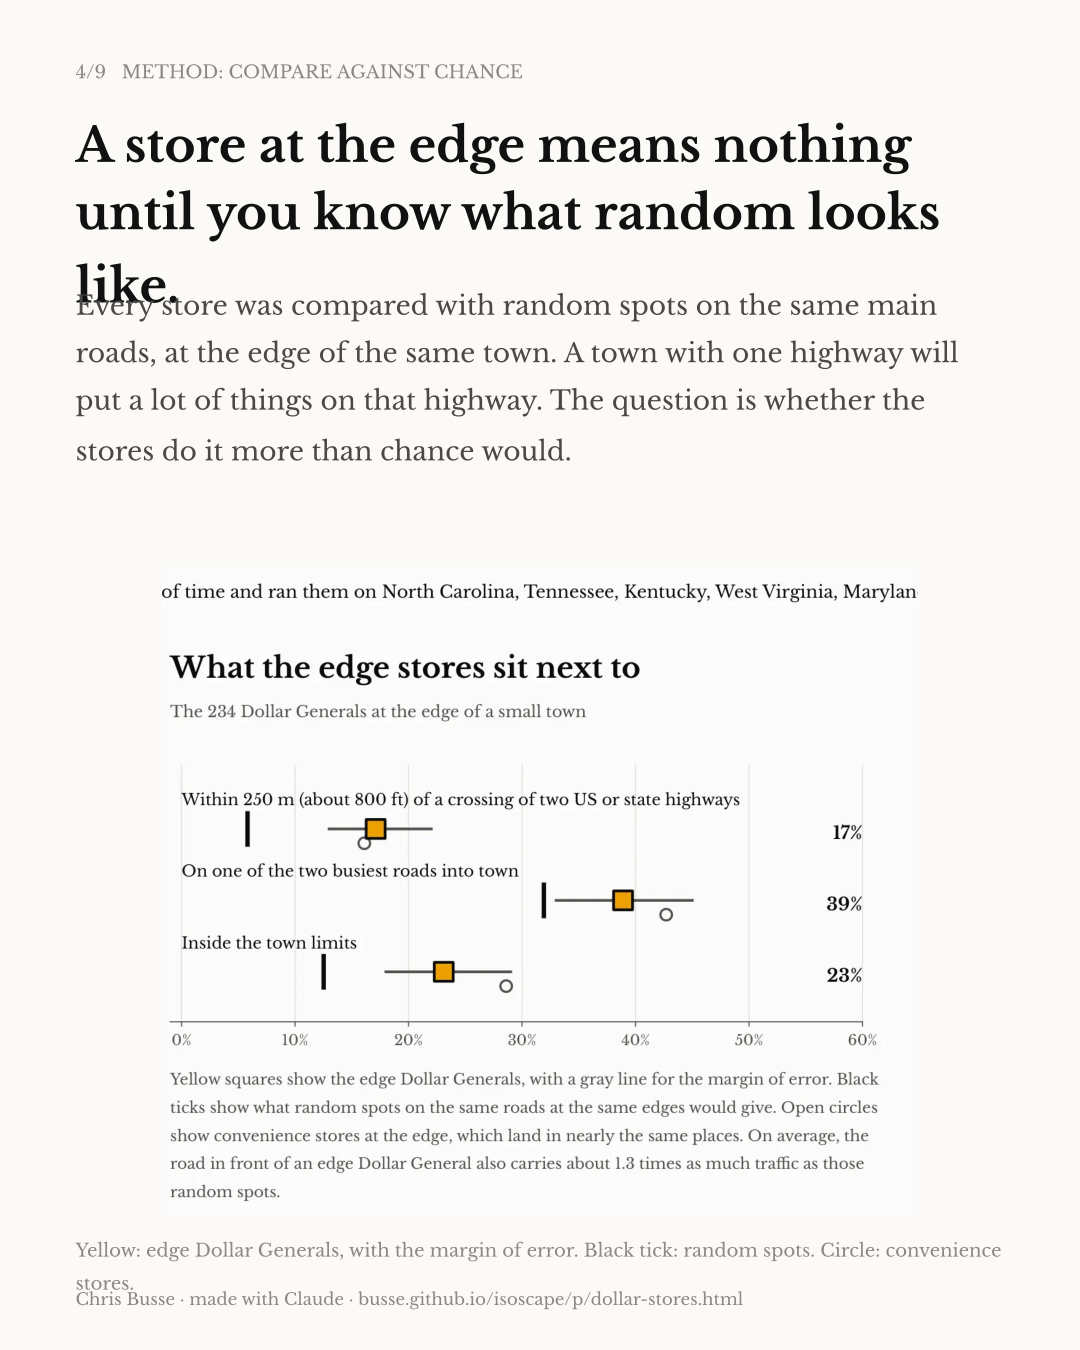 4/9 METHOD: COMPARE AGAINST CHANCE
A store at the edge means nothing
until you know what random looks
like.
Every store was compared with random spots on the same main
roads, at the edge of the same town. A town with one highway will
put a lot of things on that highway. The question is whether the
stores do it more than chance would.
of time and ran them on North Carolina, Tennessee, Kentucky, West Virginia, Marylan
What the edge stores sit next to
The 234 Dollar Generals at the edge of a small town
Within 250 m (about 800 ft) of a crossing of two US or state highways
17%
On one of the two busiest roads into town
39%
Inside the town limits
23%
0% 10% 20% 30% 40% 50% 60%
Yellow squares show the edge Dollar Generals, with a gray line for the margin of error. Black
ticks show what random spots on the same roads at the same edges would give. Open circles
show convenience stores at the edge, which land in nearly the same places. On average, the
road in front of an edge Dollar General also carries about 1.3 times as much traffic as those
random spots.
Yellow: edge Dollar Generals, with the margin of error. Black tick: random spots. Circle: convenience
stores.
Chris Busse · made with Claude · busse.github.io/isoscape/p/dollar-stores.html